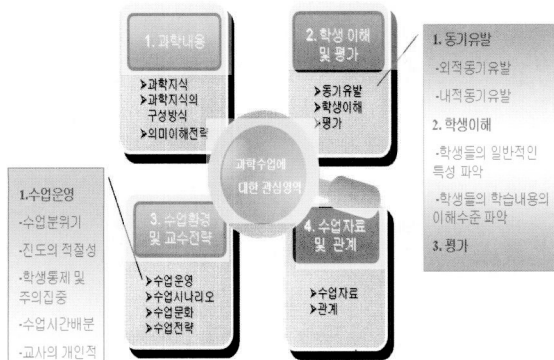 1. 과학내용
➤과학지식
➤과학지식의
구성방식
➤의미이해전략
2. 학생 이해
및 평가
➤동기유발
➤학생이해
➤평가
과학수업에
대한 관심영역
3. 수업환경
및 교수전략
➤수업운영
➤수업시나리오
➤수업문화
➤수업전략
4. 수업자료
및 관계
➤수업자료
➤관계
1. 동기유발
-외적동기유발
-내적동기유발
2. 학생이해
-학생들의 일반적인
특성 파악
-학생들의 학습내용의
이해수준 파악
3. 평가
1.수업운영
-수업분위기
-진도의 적절성
-학생통제 및
주의집중
-수업시간배분
-교사의 개인적